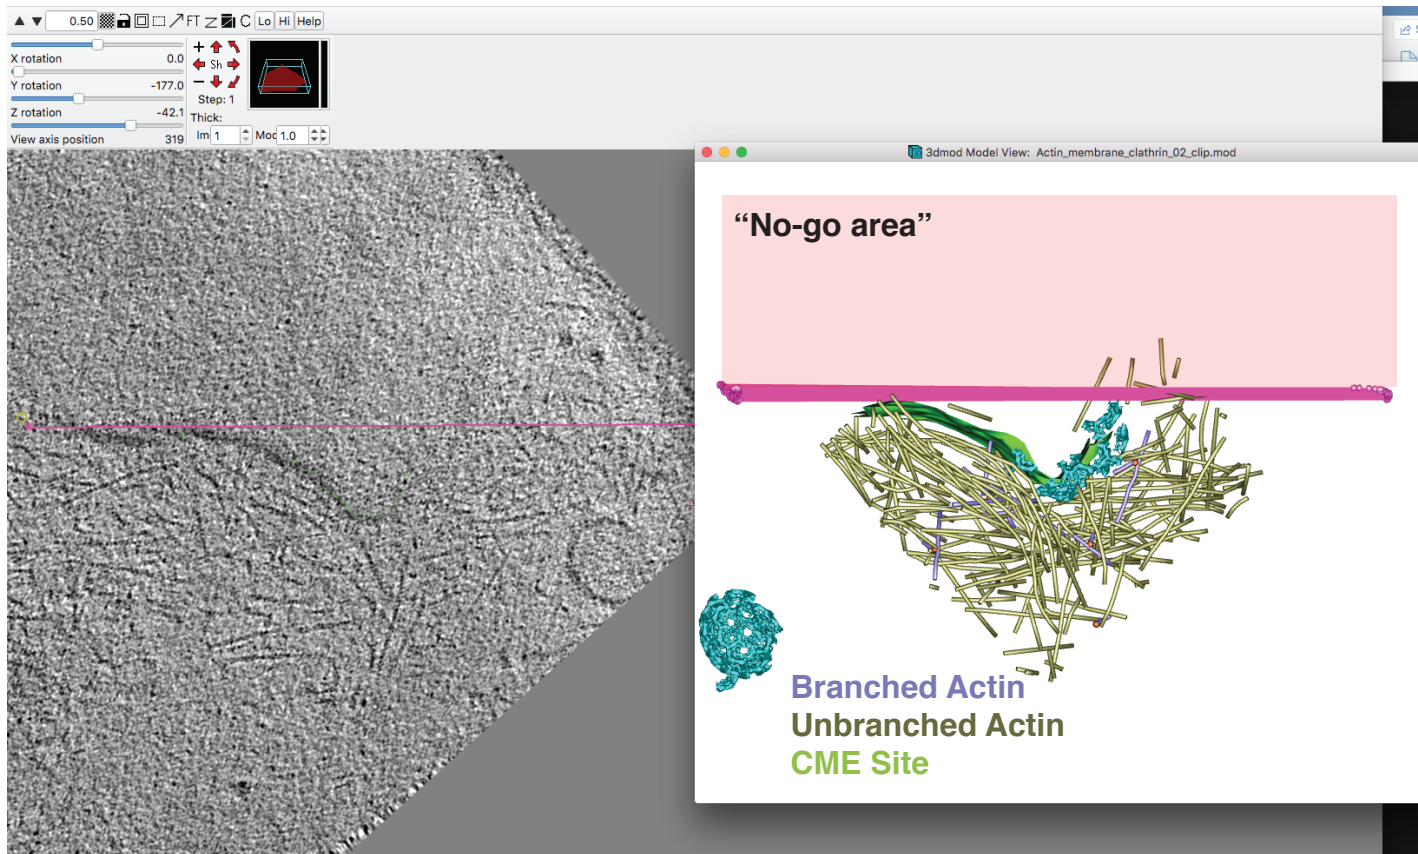 0.50 FT Z C Lo Hi Help
X rotation 0.0
Y rotation -177.0
Z rotation -42.1
View axis position 319
Sh
Step: 1
Thick:
Im 1 Mod 1.0
3dmod Model View: Actin_membrane_clathrin_02_clip.mod
“No-go area”
Branched Actin
Unbranched Actin
CME Site